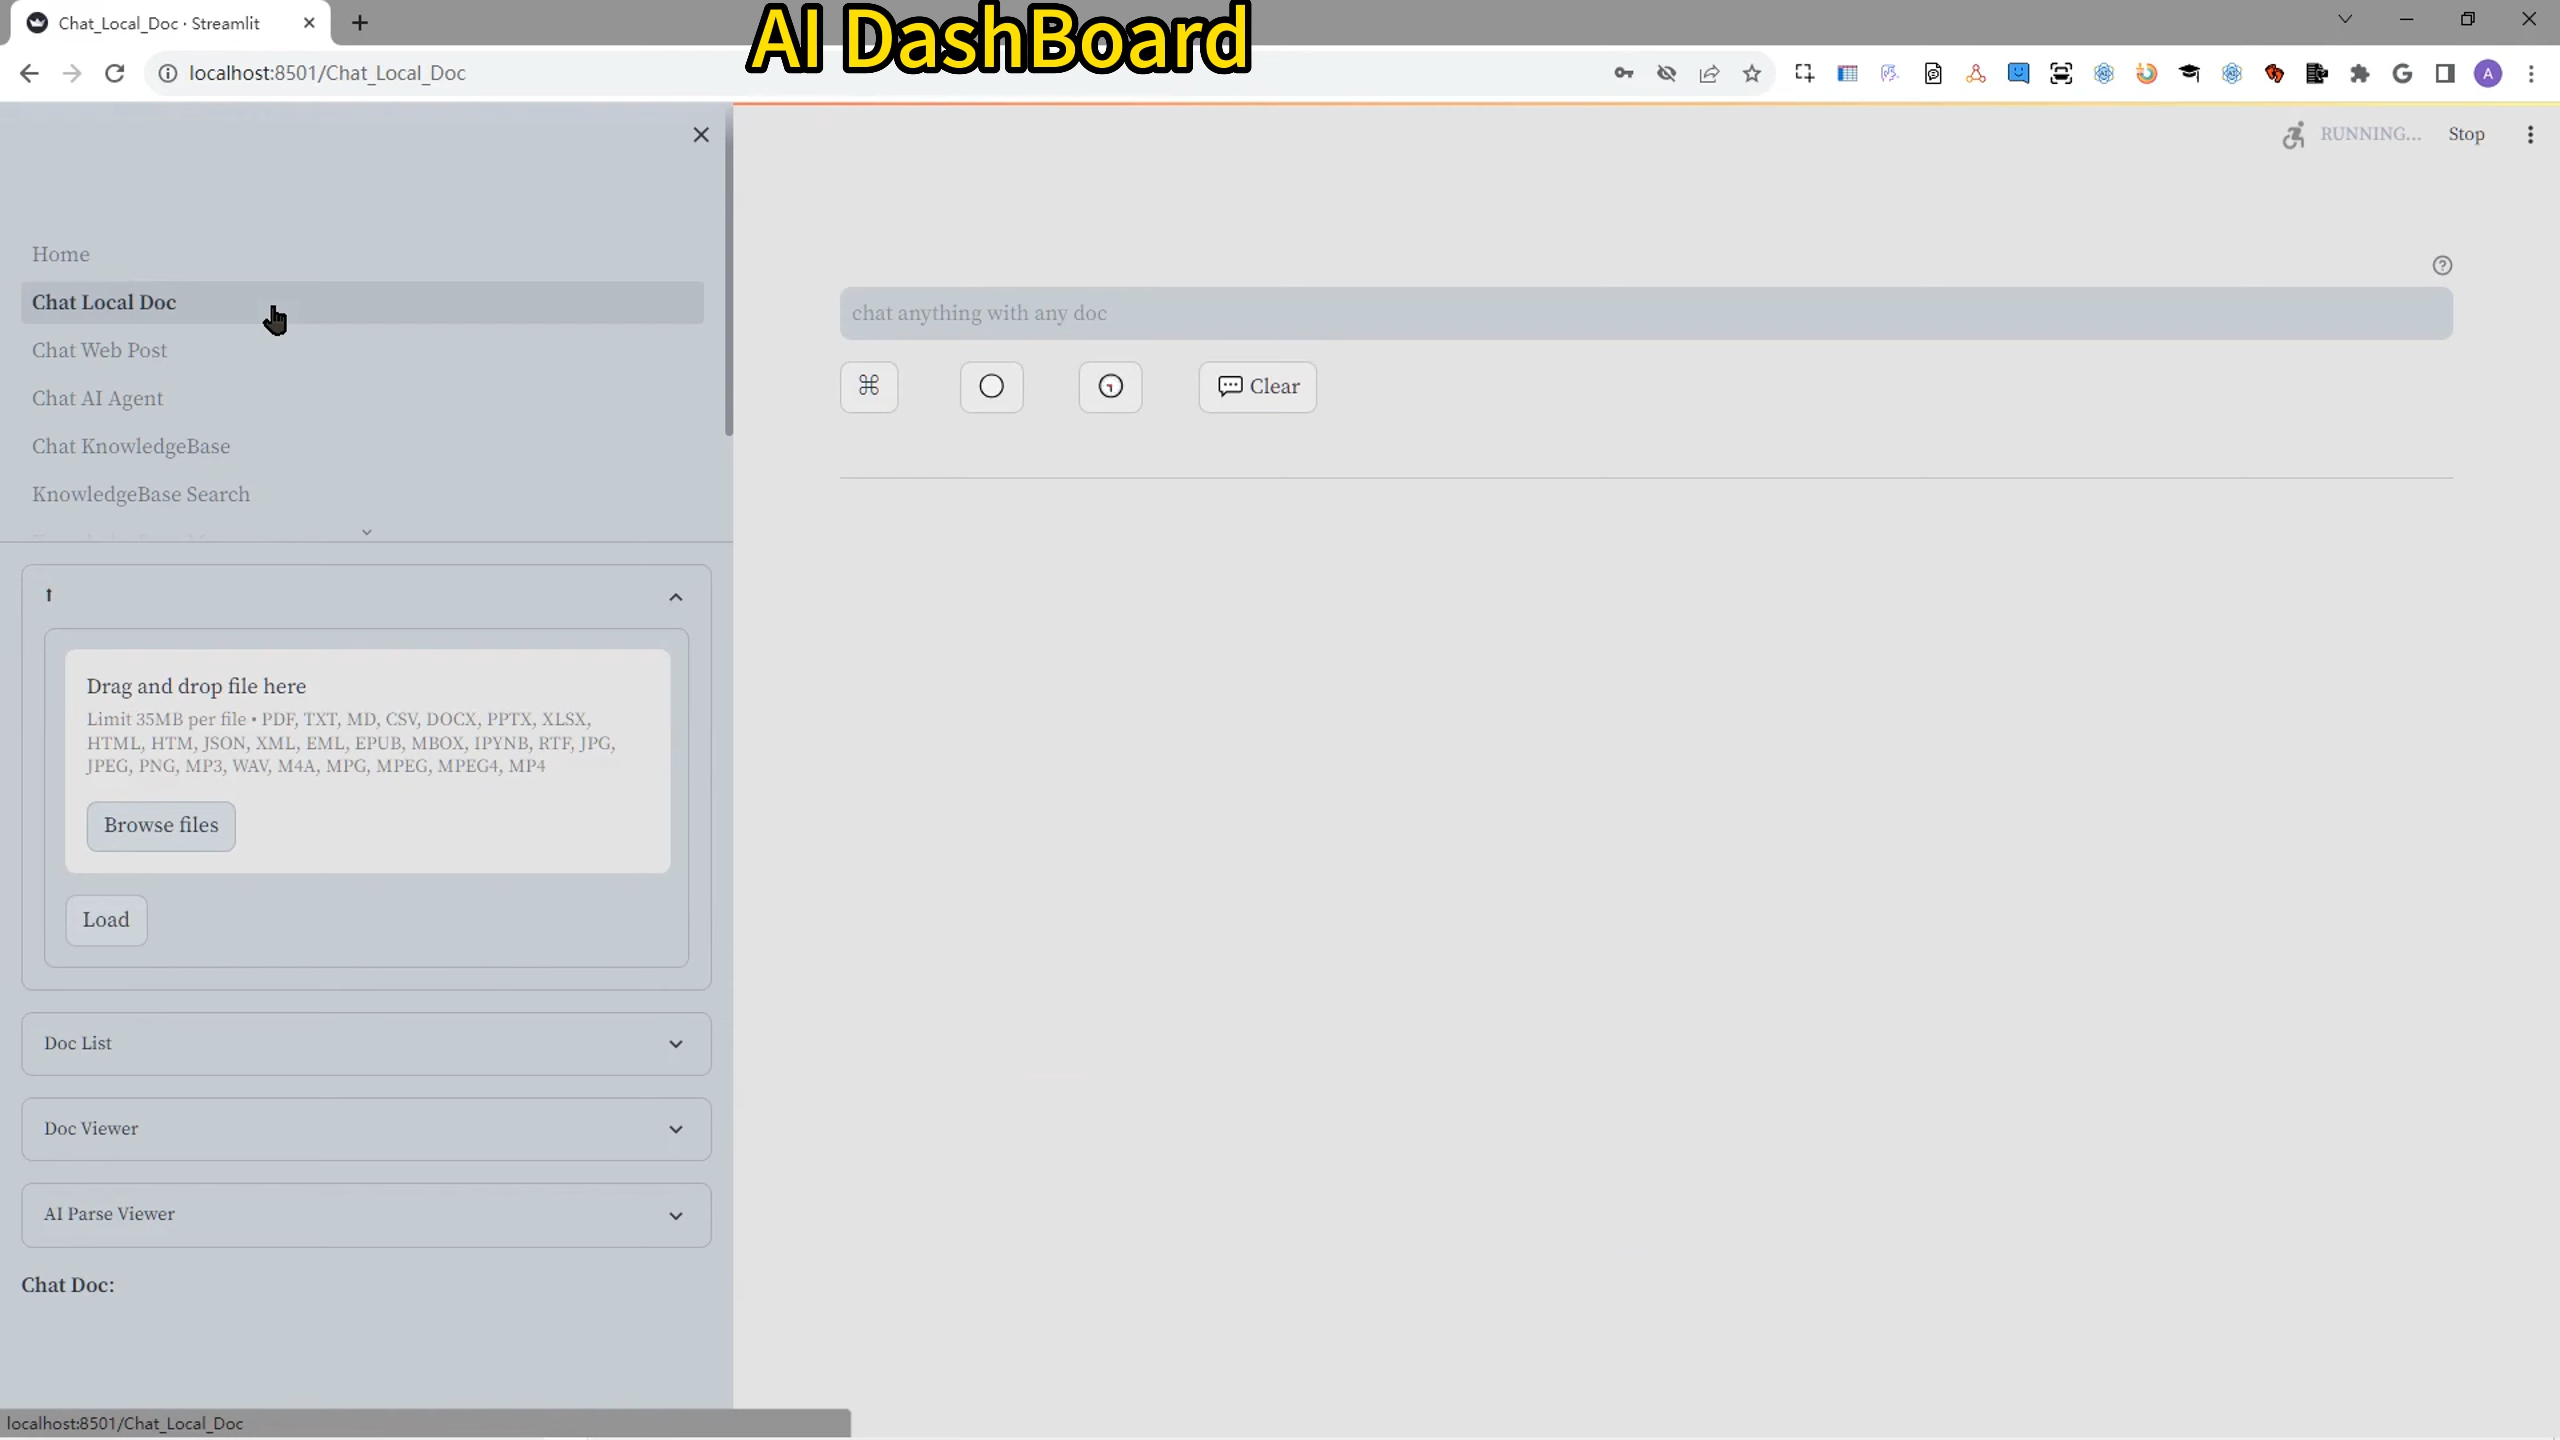 Chat_Local_Doc · Streamlit
AI DashBoard
localhost:8501/Chat_Local_Doc
A
RUNNING...
Stop
Home
Chat Local Doc
Chat Web Post
Chat AI Agent
Chat KnowledgeBase
KnowledgeBase Search
chat anything with any doc
Clear
Drag and drop file here
Limit 35MB per file • PDF, TXT, MD, CSV, DOCX, PPTX, XLSX,
HTML, HTM, JSON, XML, EML, EPUB, MBOX, IPYNB, RTF, JPG,
JPEG, PNG, MP3, WAV, M4A, MPG, MPEG, MPEG4, MP4
Browse files
Load
Doc List
Doc Viewer
AI Parse Viewer
Chat Doc:
localhost:8501/Chat_Local_Doc